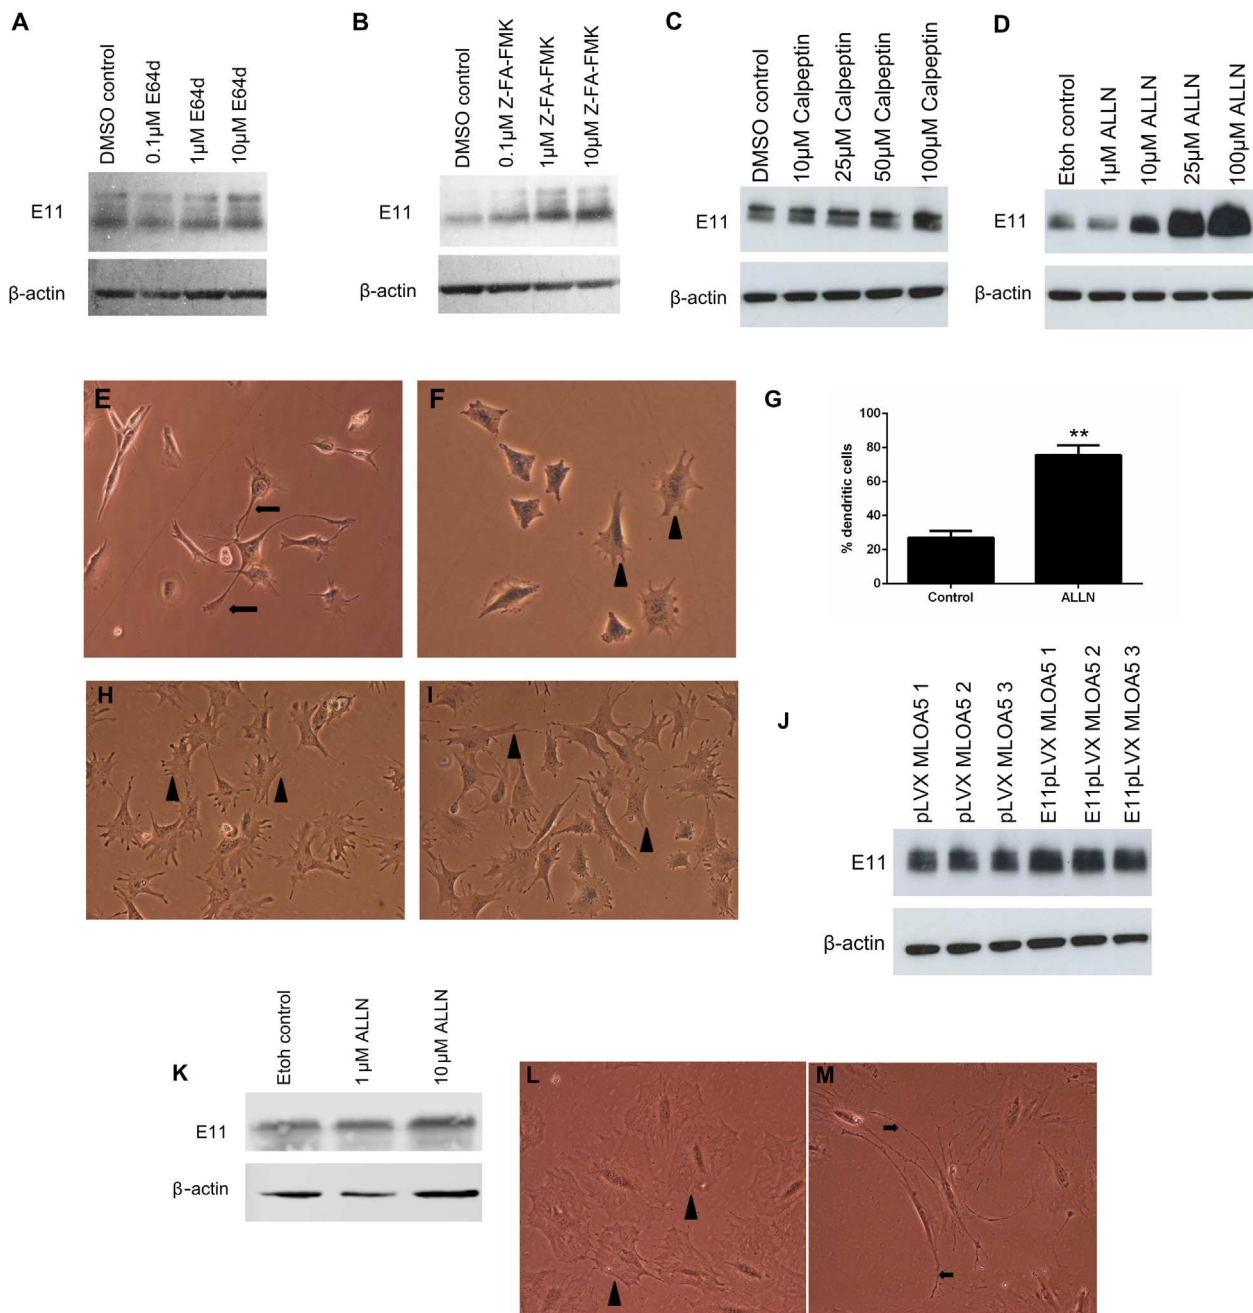 A
DMSO control
0.1µM E64d
1µM E64d
10µM E64d
E11
β-actin
B
DMSO control
0.1µM Z-FA-FMK
1µM Z-FA-FMK
10µM Z-FA-FMK
E11
β-actin
C
DMSO control
10µM Calpeptin
25µM Calpeptin
50µM Calpeptin
100µM Calpeptin
E11
β-actin
D
Etoh control
1µM ALLN
10µM ALLN
25µM ALLN
100µM ALLN
E11
β-actin
E
F
G
% dendritic cells
100
80
60
40
20
0
**
Control
ALLN
H
I
J
pLVX MLOA5 1
pLVX MLOA5 2
pLVX MLOA5 3
E11pLVX MLOA5 1
E11pLVX MLOA5 2
E11pLVX MLOA5 3
E11
β-actin
K
Etoh control
1 µM ALLN
10 µM ALLN
E11
β-actin
L
M